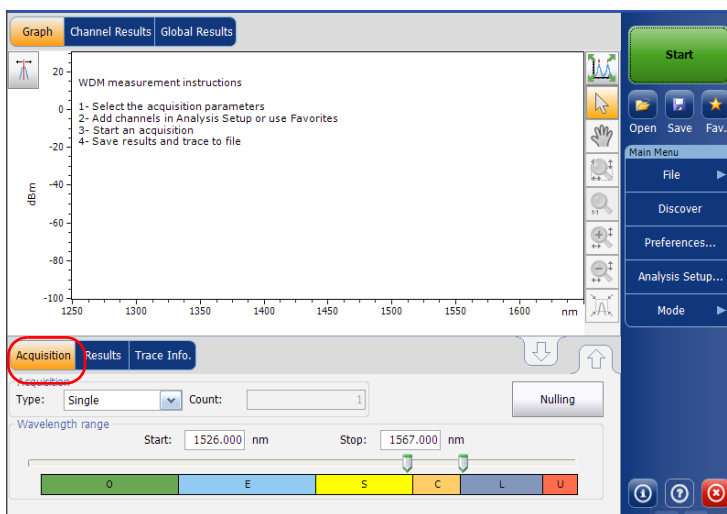 Graph Channel Results Global Results
WDM measurement instructions
1- Select the acquisition parameters
2- Add channels in Analysis Setup or use Favorites
3- Start an acquisition
4- Save results and trace to file
dBm
20
0
-20
-40
-60
-80
-100
1250 1300 1350 1400 1450 1500 1550 1600 nm
1:1
Start
Open Save Fav.
Main Menu
File
Discover
Preferences...
Analysis Setup...
Mode
Acquisition Results Trace Info.
Acquisition
Type: Single Count: 1
Nulling
Wavelength range
Start: 1526.000 nm Stop: 1567.000 nm
O E S C L U